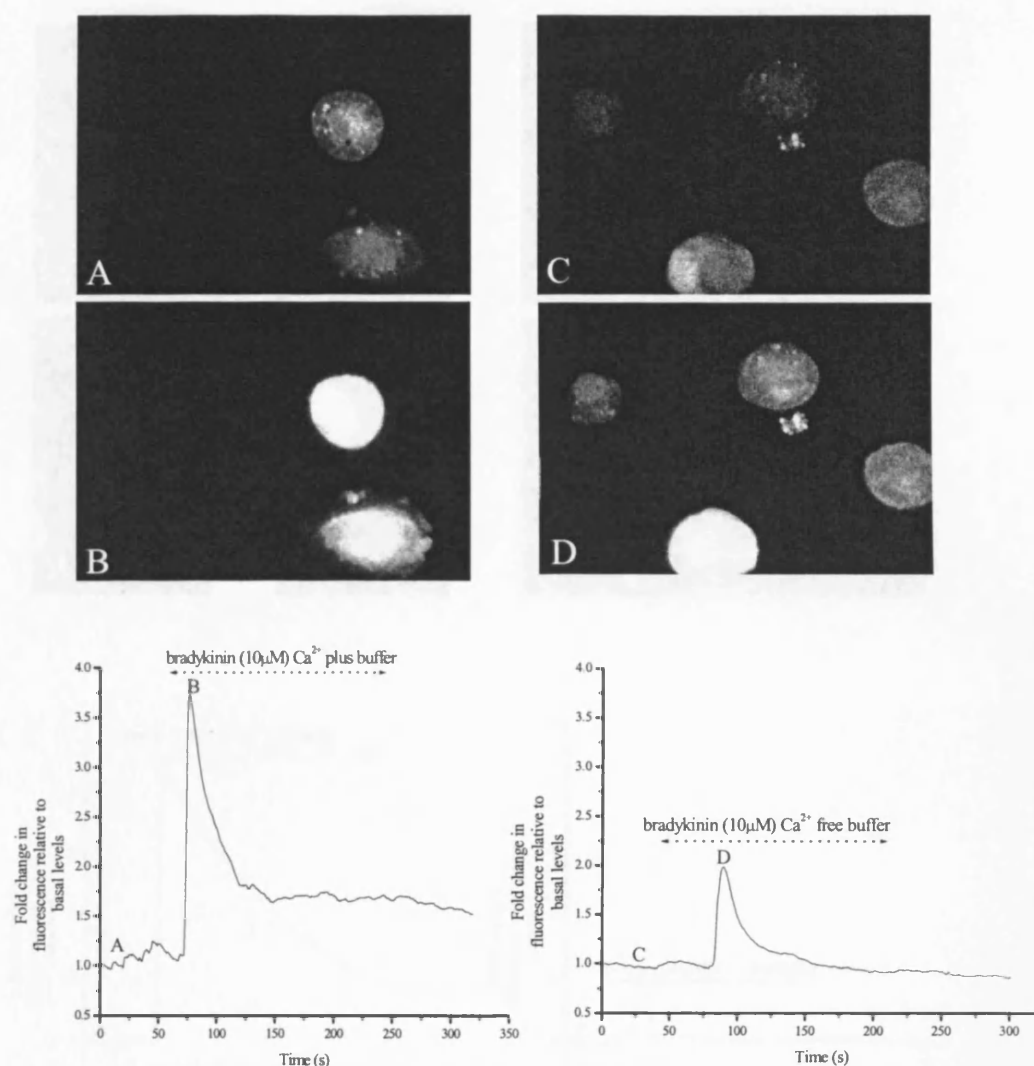 A
C
B
D
bradykinin (10μM) Ca²⁺ plus buffer
4.0
3.5
3.0
2.5
2.0
1.5
1.0
0.5
B
A
Fold change in
fluorescence relative to
basal levels
0
50
100
150
200
250
300
350
Time (s)
bradykinin (10μM) Ca²⁺ free buffer
4.0
3.5
3.0
2.5
2.0
1.5
1.0
0.5
D
C
Fold change in
fluorescence relative to
basal levels
0
50
100
150
200
250
300
Time (s)